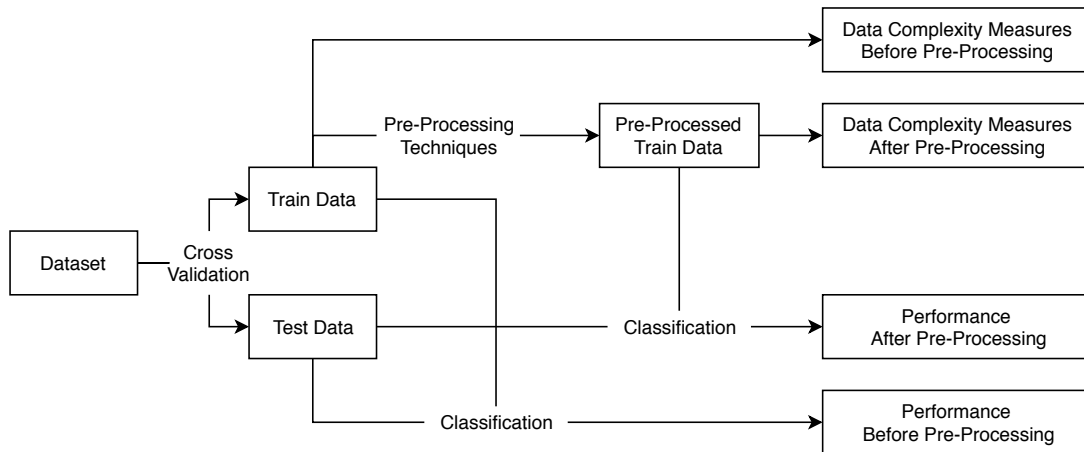 Data Complexity Measures
Before Pre-Processing
Pre-Processing
Techniques
Pre-Processed
Train Data
Data Complexity Measures
After Pre-Processing
Train Data
Dataset
Cross
Validation
Test Data
Classification
Performance
After Pre-Processing
Classification
Performance
Before Pre-Processing